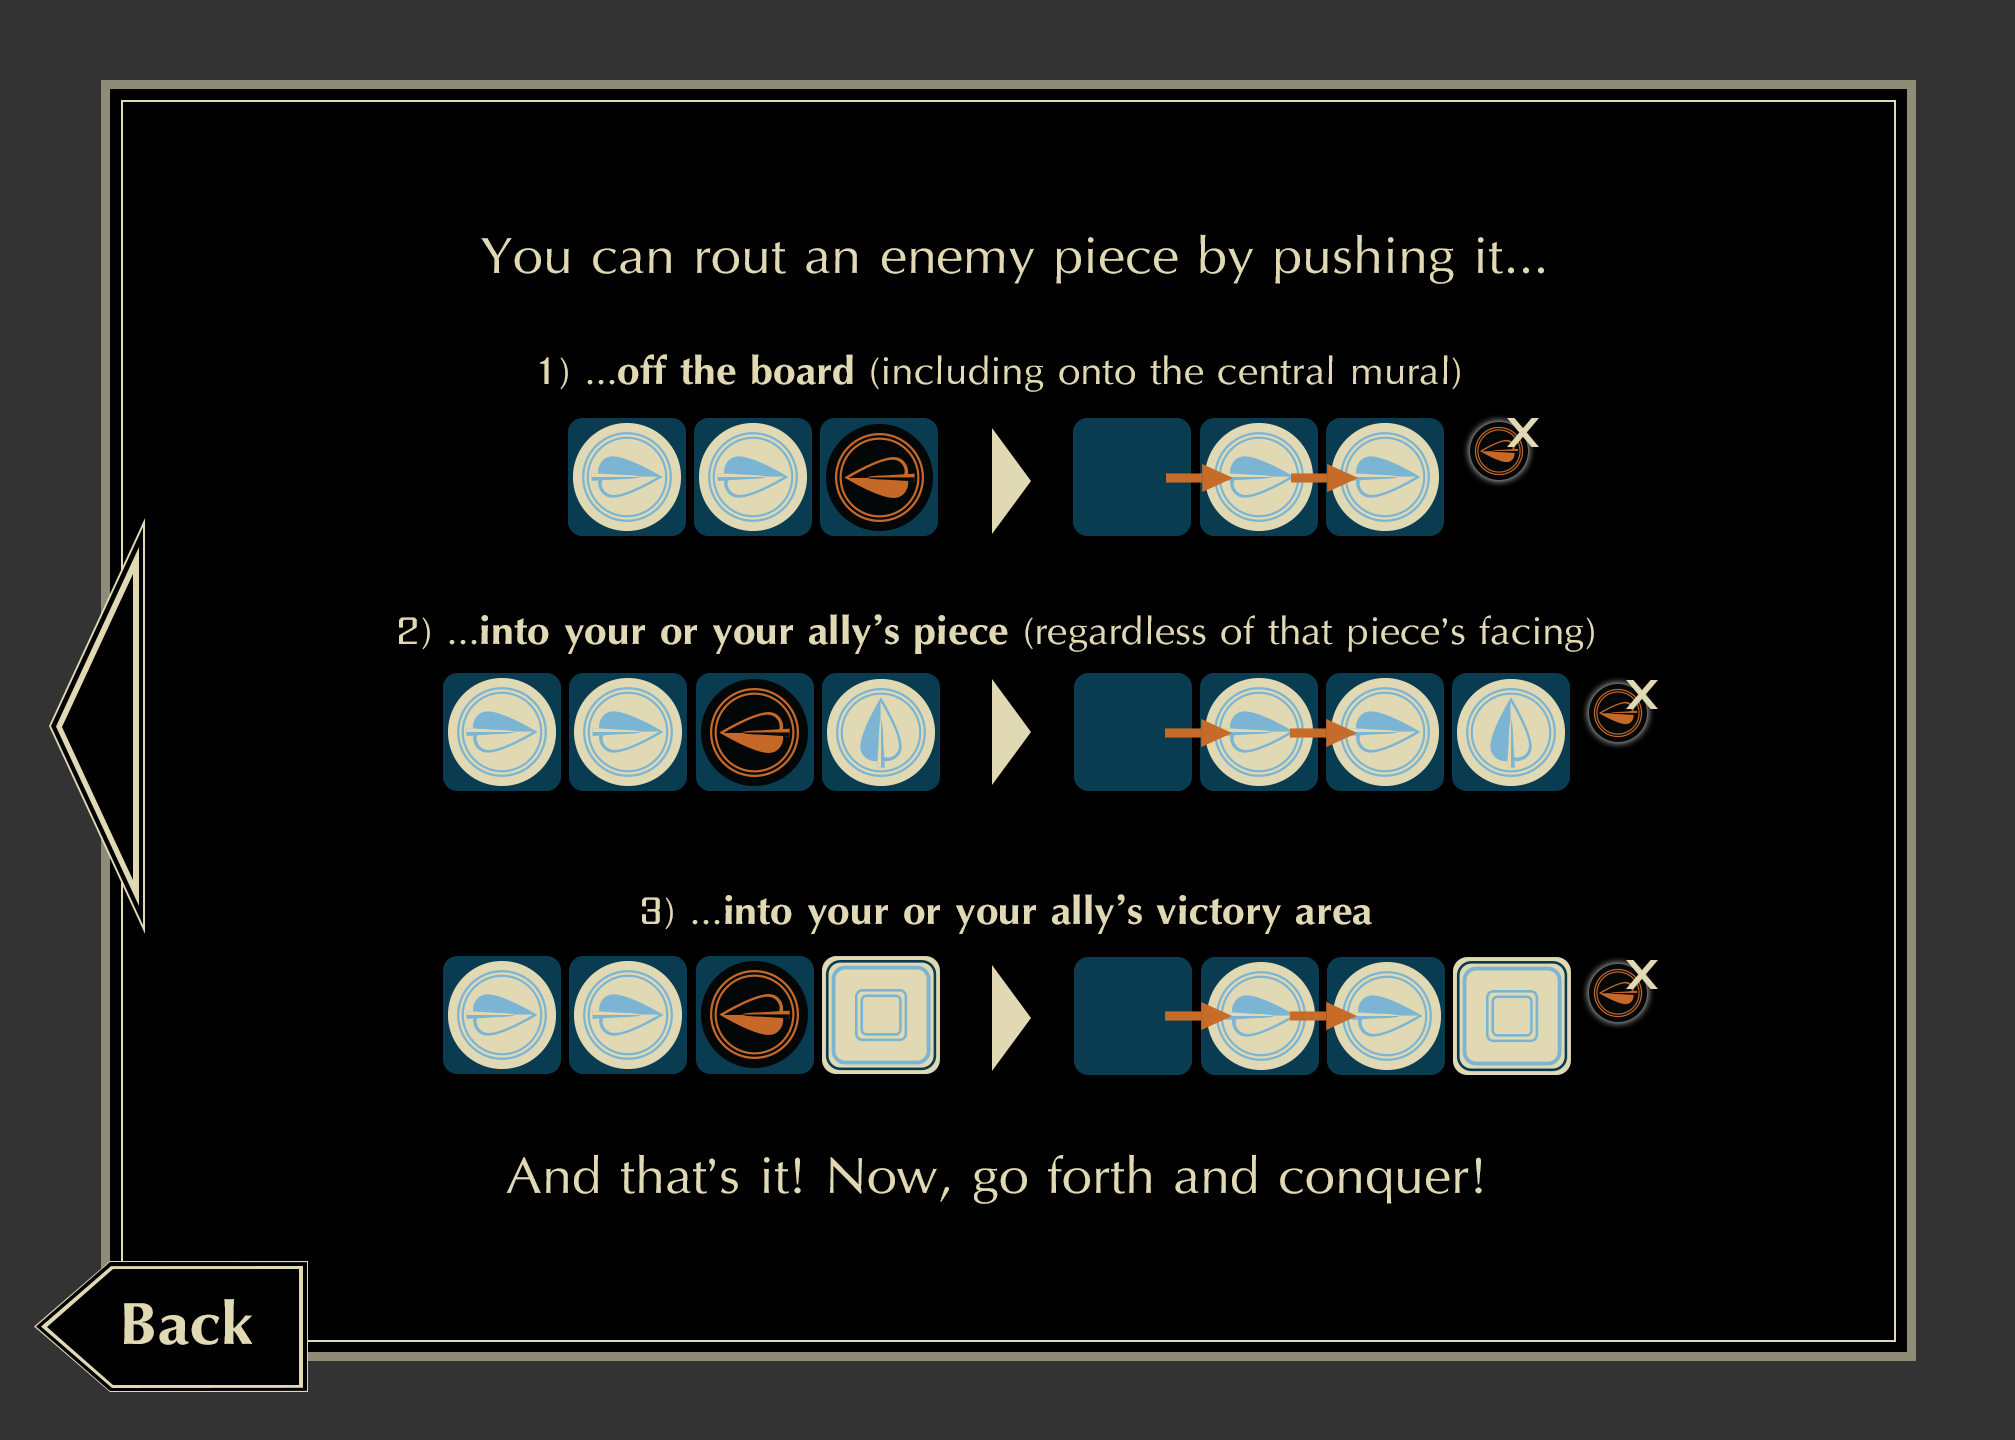 You can rout an enemy piece by pushing it...
1) ...off the board (including onto the central mural)
X
2) ...into your or your ally’s piece (regardless of that piece’s facing)
X
3) ...into your or your ally’s victory area
X
And that’s it! Now, go forth and conquer!
Back